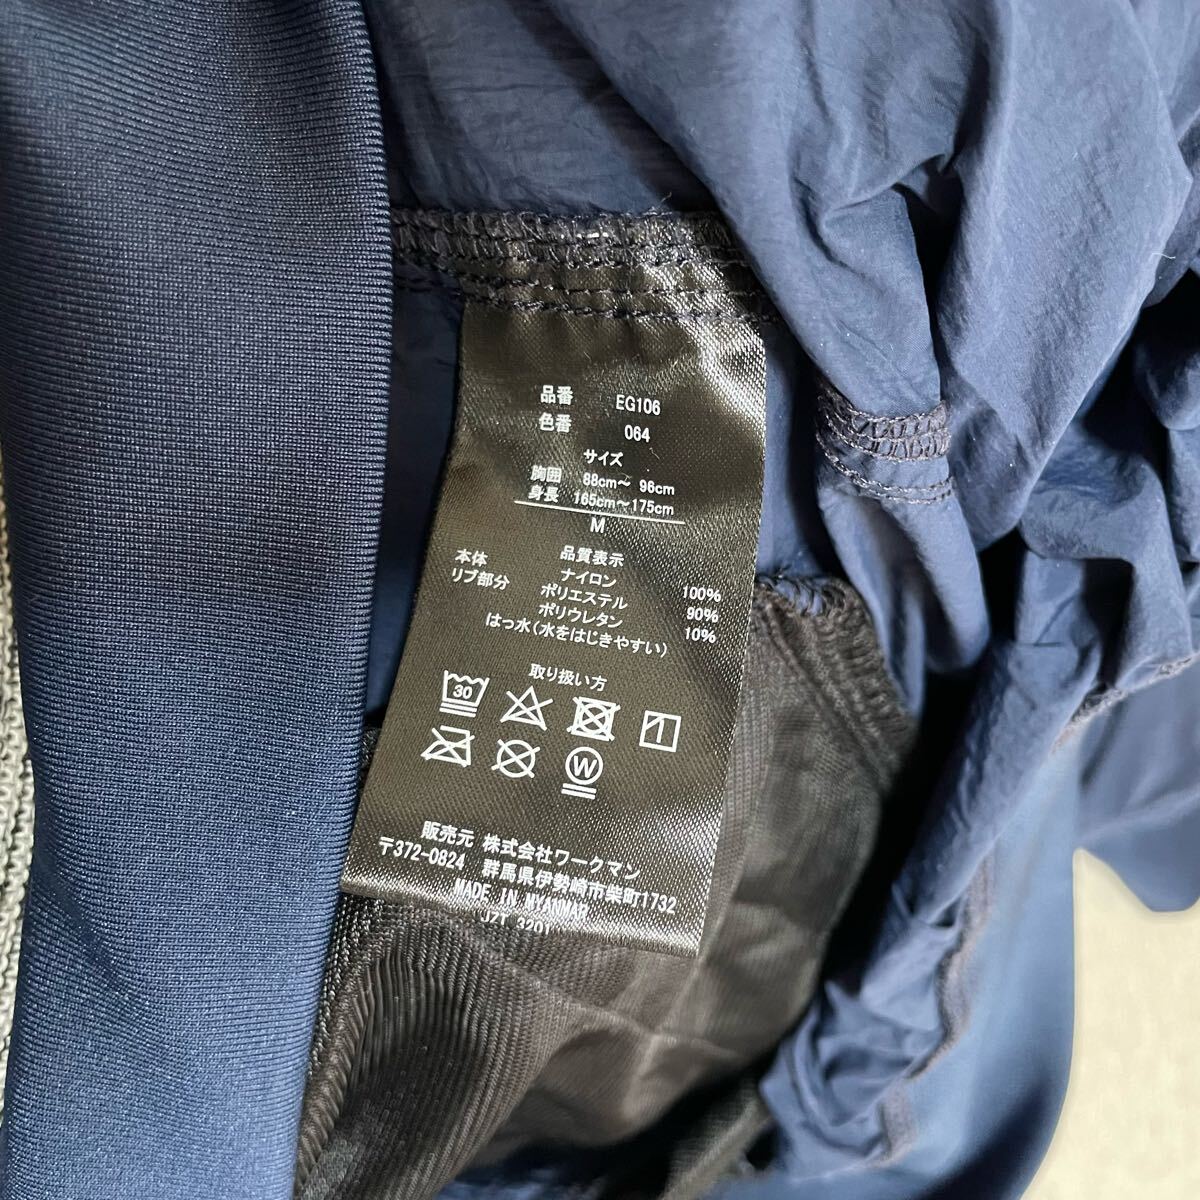 品番 EG106
色番 064
サイズ
胸囲 88cm～ 96cm
身長 165cm～175cm
M
品質表示
本体 ナイロン 100%
リブ部分 ポリエステル 90%
ポリウレタン 10%
はっ水(水をはじきやすい)
取り扱い方
30
W
販売元 株式会社ワークマン
〒372-0824 群馬県伊勢崎市柴町1732
MADE IN MYANMAR
JZT 3201